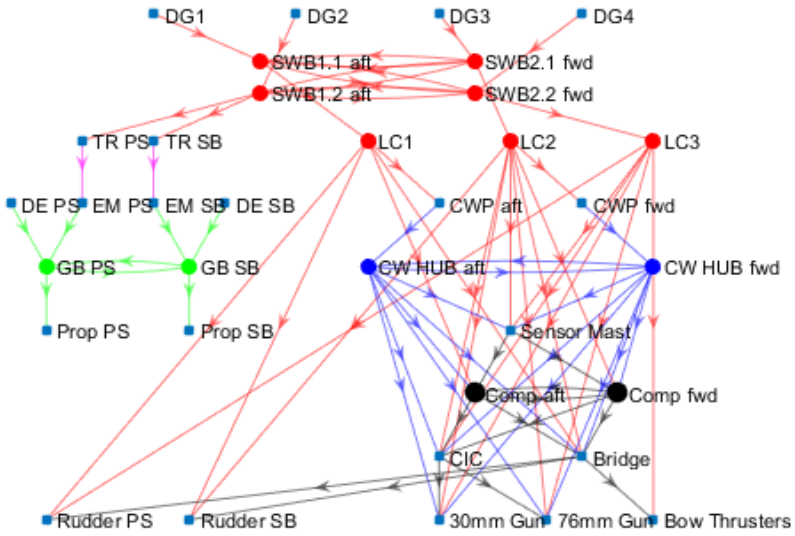 DG1 DG2 DG3 DG4
SWB1.1 aft SWB2.1 fwd
SWB1.2 aft SWB2.2 fwd
TR PS TR SB LC1 LC2 LC3
DE PS EM PS EM SB DE SB CWP aft CWP fwd
GB PS GB SB CW HUB aft CW HUB fwd
Prop PS Prop SB Sensor Mast
Comp aft Comp fwd
CIC Bridge
Rudder PS Rudder SB 30mm Gun 76mm Gun Bow Thrusters